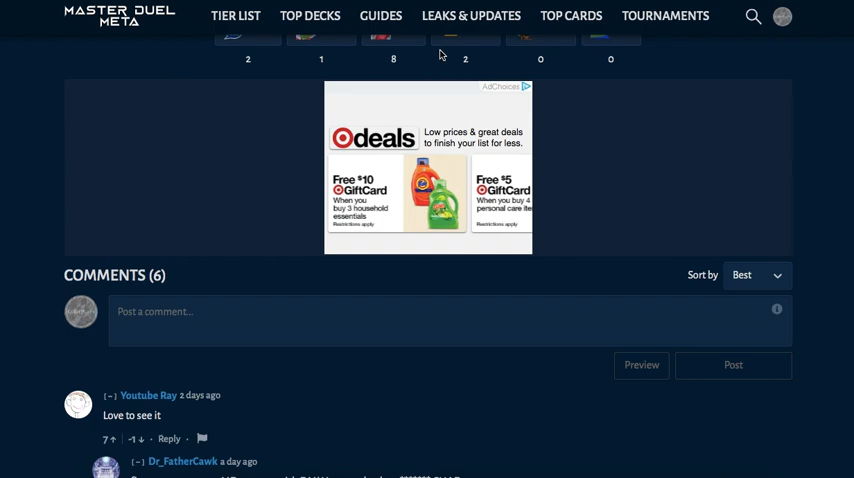 MASTER DUEL
META
TIER LIST TOP DECKS GUIDES LEAKS & UPDATES TOP CARDS TOURNAMENTS
2 1 8 2 0 0
AdChoices
deals
Low prices & great deals
to finish your list for less.
Free $10
GiftCard
When you
buy 3 household
essentials
Restrictions apply
Free $5
GiftCard
When you buy 4
personal care ite
Restrictions apply
COMMENTS (6)
Sort by Best
Post a comment...
Preview Post
[-] Youtube Ray 2 days ago
Love to see it
7 -1 · Reply ·
[-] Dr_FatherCawk a day ago